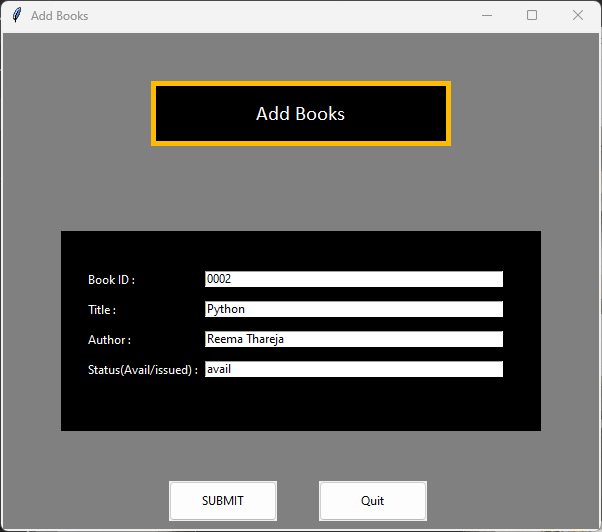 Add Books
Add Books
Book ID : 0002
Title : Python
Author : Reema Thareja
Status(Avail/issued) : avail
SUBMIT Quit